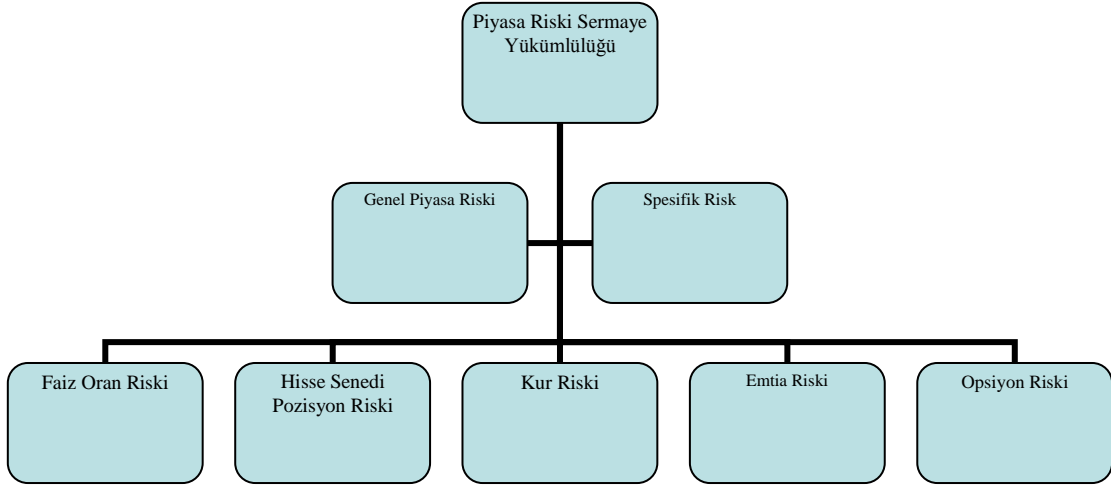 Piyasa Riski Sermaye
Yükümlülüğü
Genel Piyasa Riski
Spesifik Risk
Faiz Oran Riski
Hisse Senedi
Pozisyon Riski
Kur Riski
Emtia Riski
Opsiyon Riski